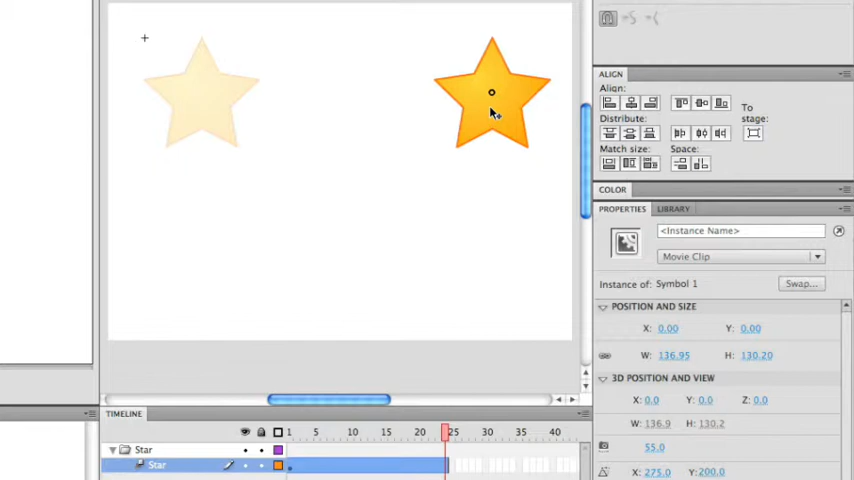 ALIGN
Align:
To
stage:
Distribute:
Match size: Space:
COLOR
PROPERTIES LIBRARY
<Instance Name>
Movie Clip
Instance of: Symbol 1 Swap...
POSITION AND SIZE
X: 0.00 Y: 0.00
W: 136.95 H: 130.20
3D POSITION AND VIEW
X: 0.0 Y: 0.0 Z: 0.0
W: 136.9 H: 130.2
55.0
X: 275.0 Y: 200.0
TIMELINE
1 5 10 15 20 25 30 35 40
Star
Star